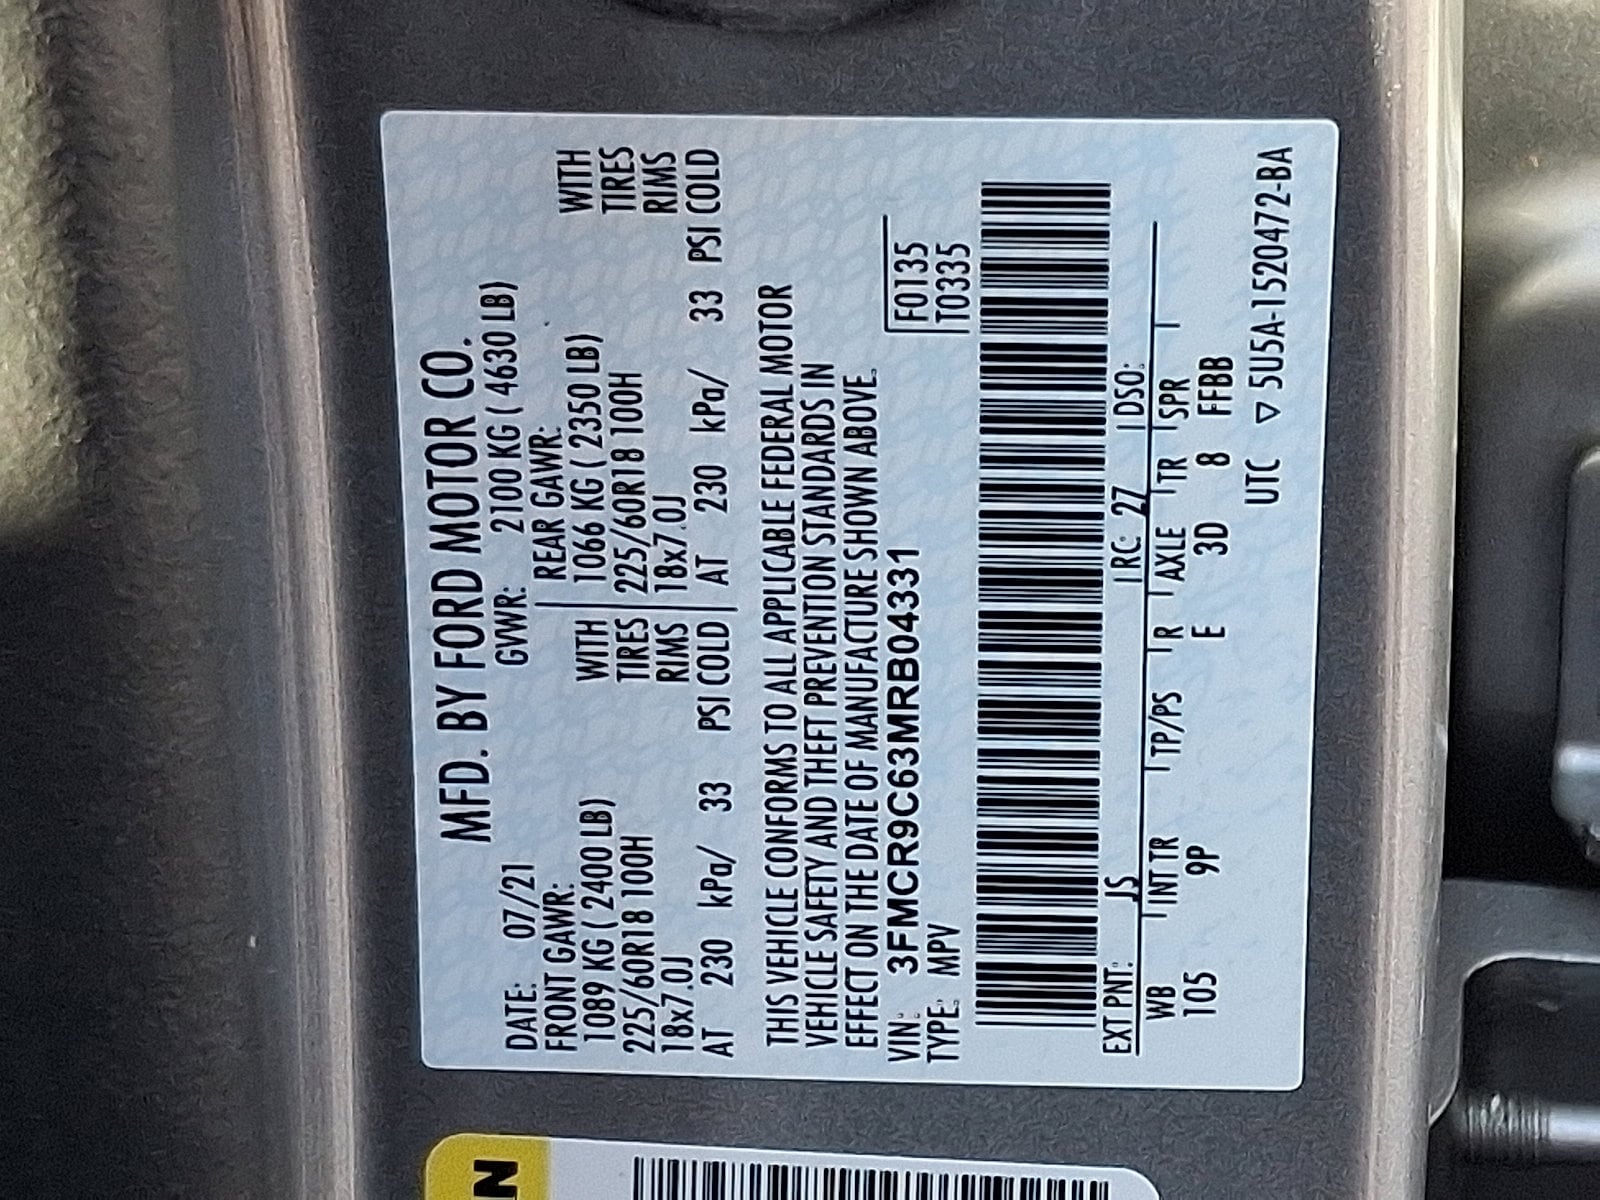 MFD. BY FORD MOTOR CO.
DATE: 07/21 GVWR: 2100 KG ( 4630 LB)
FRONT GAWR: REAR GAWR:
1089 KG ( 2400 LB) WITH 1066 KG ( 2350 LB) WITH
225/60R18 100H TIRES 225/60R18 100H TIRES
18x7.0J RIMS 18x7.0J RIMS
AT 230 kPa/ 33 PSI COLD AT 230 kPa/ 33 PSI COLD
THIS VEHICLE CONFORMS TO ALL APPLICABLE FEDERAL MOTOR
VEHICLE SAFETY AND THEFT PREVENTION STANDARDS IN
EFFECT ON THE DATE OF MANUFACTURE SHOWN ABOVE.
VIN: 3FMCR9C63MRB04331 F0135
TYPE: MPV T0335
EXT PNT: JS RC: 27 DSO:
WB INT TR TP/PS R AXLE TR SPR
105 9P E 3D 8 FFBB
UTC ▽ 5U5A-1520472-BA
N